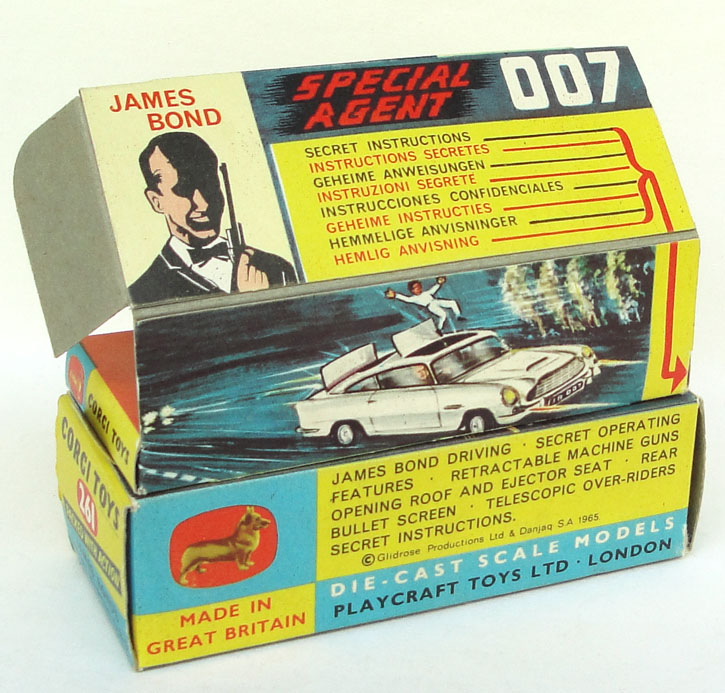 JAMES
BOND
SPECIAL
AGENT
007
SECRET INSTRUCTIONS
INSTRUCTIONS SECRETES
GEHEIME ANWEISUNGEN
INSTRUZIONI SEGRETE
INSTRUCCIONES CONFIDENCIALES
GEHEIME INSTRUCTIES
HEMMELIGE ANVISNINGER
HEMLIG ANVISNING
CORGI TOYS
CORGI TOYS
261
JAMES BOND DRIVING · SECRET OPERATING
FEATURES · RETRACTABLE MACHINE GUNS
OPENING ROOF AND EJECTOR SEAT · REAR
BULLET SCREEN · TELESCOPIC OVER-RIDERS
SECRET INSTRUCTIONS.
© Glidrose Productions Ltd & Danjaq S.A 1965
DIE-CAST SCALE MODELS
PLAYCRAFT TOYS LTD · LONDON
MADE IN
GREAT BRITAIN